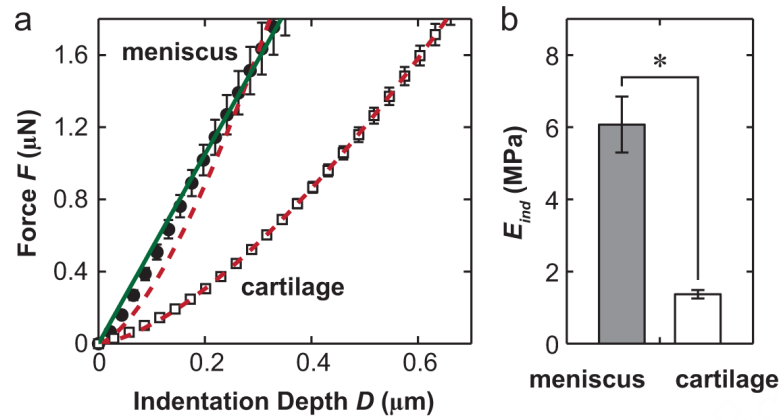 a
meniscus
cartilage
Force F (μN)
1.6
1.2
0.8
0.4
0
0 0.2 0.4 0.6
Indentation Depth D (μm)
b
*
E_ind (MPa)
8
6
4
2
0
meniscus cartilage